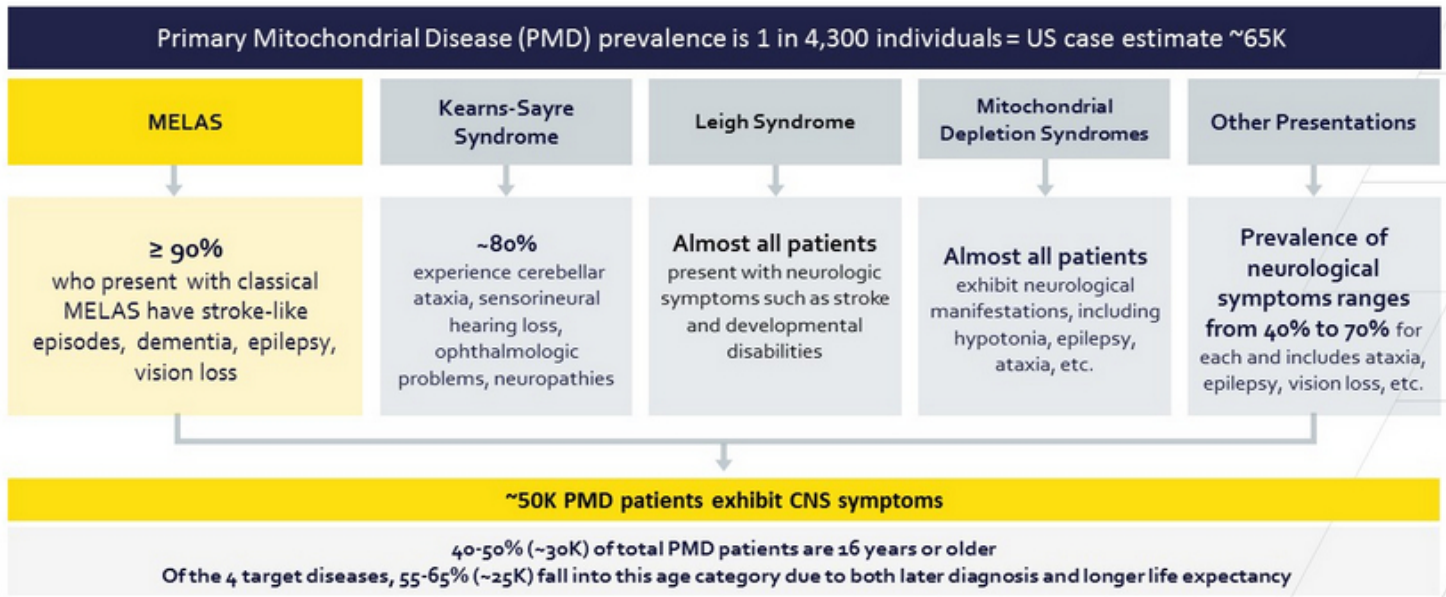 Primary Mitochondrial Disease (PMD) prevalence is 1 in 4,300 individuals = US case estimate ~65K
MELAS
Kearns-Sayre
Syndrome
Leigh Syndrome
Mitochondrial
Depletion Syndromes
Other Presentations
≥ 90%
who present with classical
MELAS have stroke-like
episodes, dementia, epilepsy,
vision loss
~80%
experience cerebellar
ataxia, sensorineural
hearing loss,
ophthalmologic
problems, neuropathies
Almost all patients
present with neurologic
symptoms such as stroke
and developmental
disabilities
Almost all patients
exhibit neurological
manifestations, including
hypotonia, epilepsy,
ataxia, etc.
Prevalence of
neurological
symptoms ranges
from 40% to 70% for
each and includes ataxia,
epilepsy, vision loss, etc.
~50K PMD patients exhibit CNS symptoms
40-50% (~30K) of total PMD patients are 16 years or older
Of the 4 target diseases, 55-65% (~25K) fall into this age category due to both later diagnosis and longer life expectancy